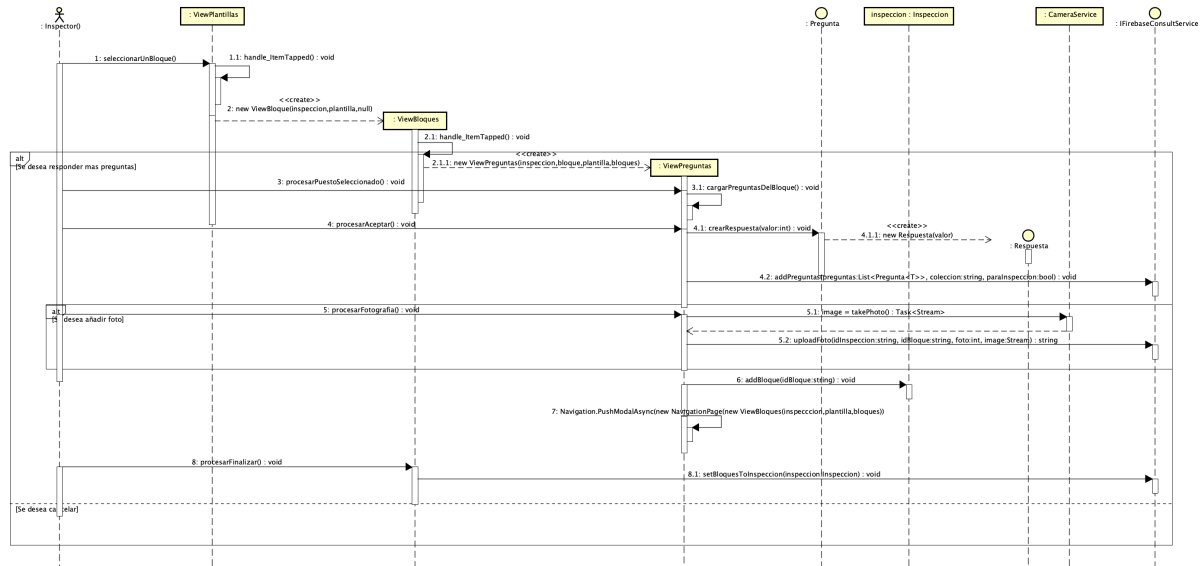 : Inspector()
: ViewPlantillas
: Pregunta
inspeccion : Inspeccion
: CameraService
: IFirebaseConsultService
1: seleccionarUnBloque()
1.1: handle_ItemTapped() : void
<<create>>
2: new ViewBloque(inspeccion,plantilla,null)
: ViewBloques
2.1: handle_ItemTapped() : void
alt
[Se desea responder mas preguntas]
<<create>>
2.1.1: new ViewPreguntas(inspeccion,bloque,plantilla,bloques)
: ViewPreguntas
3: procesarPuestoSeleccionado() : void
3.1: cargarPreguntasDelBloque() : void
4: procesarAceptar() : void
4.1: crearRespuesta(valor:int) : void
<<create>>
4.1.1: new Respuesta(valor)
: Respuesta
4.2: addPreguntas(preguntas:List<Pregunta<T>>, coleccion:string, paraInspeccion:bool) : void
alt
[Si desea añadir foto]
5: procesarFotografia() : void
5.1: image = takePhoto() : Task<Stream>
5.2: uploadFoto(idInspeccion:string, idBloque:string, foto:int, image:Stream) : string
6: addBloque(idBloque:string) : void
7: Navigation.PushModalAsync(new NavigationPage(new ViewBloques(inspecccion,plantilla,bloques))
8: procesarFinalizar() : void
8.1: setBloquesToInspeccion(inspeccion:Inspeccion) : void
[Se desea cancelar]